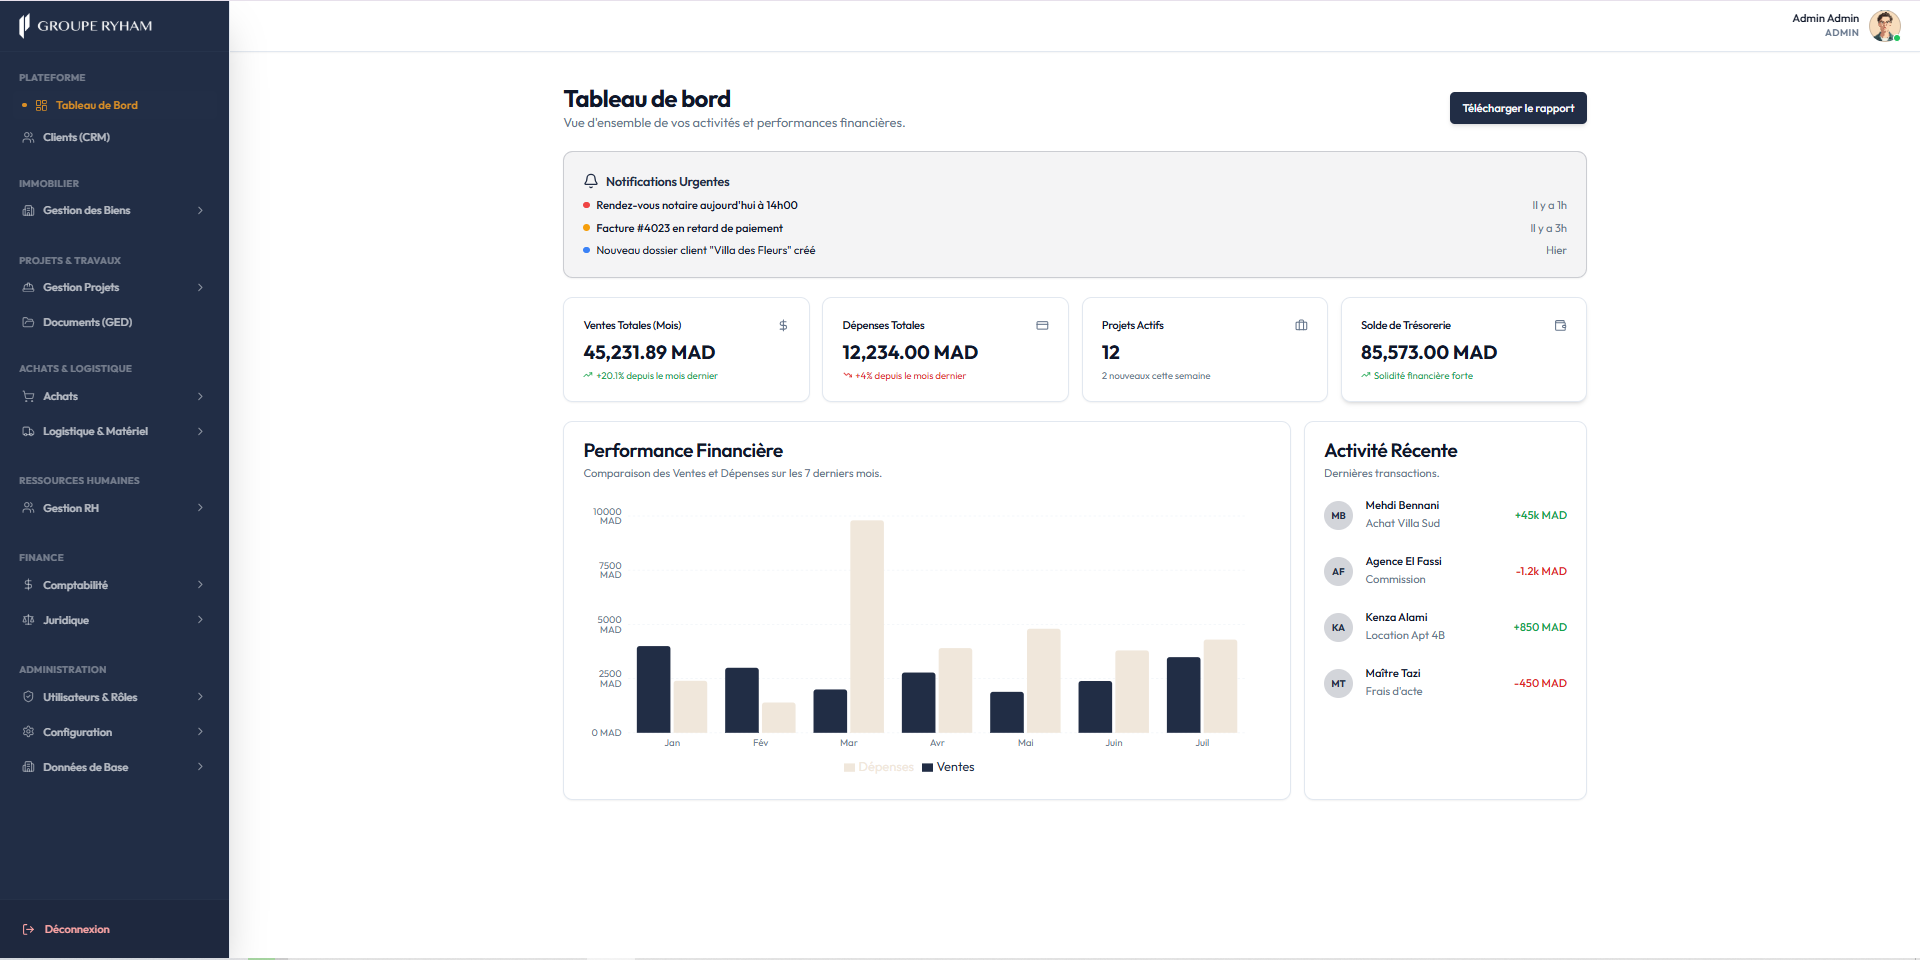 GROUPE RYHAM
Admin Admin
ADMIN
PLATEFORME
Tableau de Bord
Clients (CRM)
IMMOBILIER
Gestion des Biens
PROJETS & TRAVAUX
Gestion Projets
Documents (GED)
ACHATS & LOGISTIQUE
Achats
Logistique & Matériel
RESSOURCES HUMAINES
Gestion RH
FINANCE
Comptabilité
Juridique
ADMINISTRATION
Utilisateurs & Rôles
Configuration
Données de Base
Déconnexion
Tableau de bord
Vue d'ensemble de vos activités et performances financières.
Télécharger le rapport
Notifications Urgentes
Rendez-vous notaire aujourd'hui à 14h00 Il y a 1h
Facture #4023 en retard de paiement Il y a 3h
Nouveau dossier client "Villa des Fleurs" créé Hier
Ventes Totales (Mois)
45,231.89 MAD
+20.1% depuis le mois dernier
Dépenses Totales
12,234.00 MAD
+4% depuis le mois dernier
Projets Actifs
12
2 nouveaux cette semaine
Solde de Trésorerie
85,573.00 MAD
Solidité financière forte
Performance Financière
Comparaison des Ventes et Dépenses sur les 7 derniers mois.
10000
MAD
7500
MAD
5000
MAD
2500
MAD
0 MAD
Jan Fév Mar Avr Mai Juin Juil
Dépenses Ventes
Activité Récente
Dernières transactions.
MB
Mehdi Bennani
Achat Villa Sud
+45k MAD
AF
Agence El Fassi
Commission
-1.2k MAD
KA
Kenza Alami
Location Apt 4B
+850 MAD
MT
Maître Tazi
Frais d'acte
-450 MAD